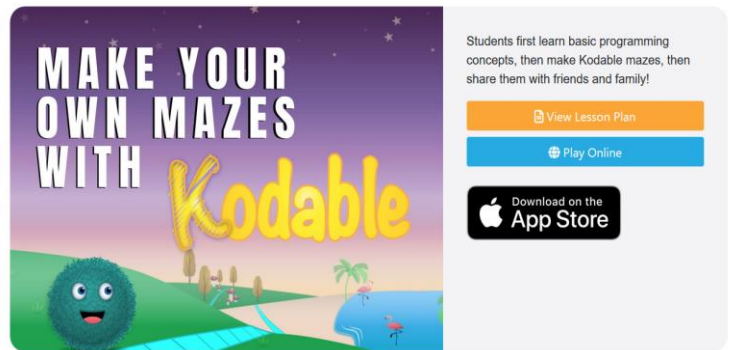 MAKE YOUR
OWN MAZES
WITH
Kodable
Students first learn basic programming
concepts, then make Kodable mazes, then
share them with friends and family!
View Lesson Plan
Play Online
Download on the
App Store